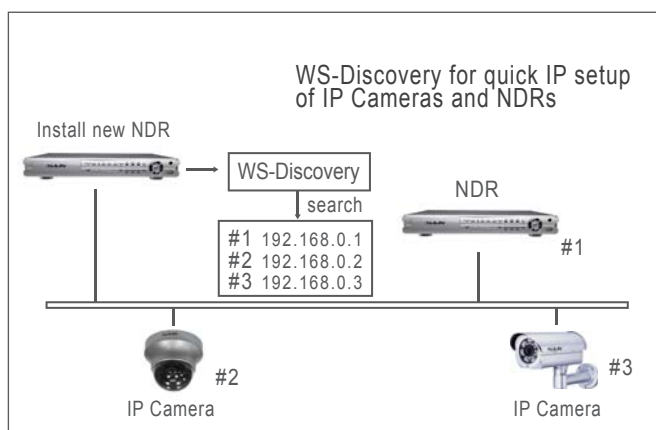 WS-Discovery for quick IP setup
of IP Cameras and NDRs
Install new NDR
WS-Discovery
search
#1 192.168.0.1
#2 192.168.0.2
#3 192.168.0.3
NDR
#1
#2
IP Camera
#3
IP Camera